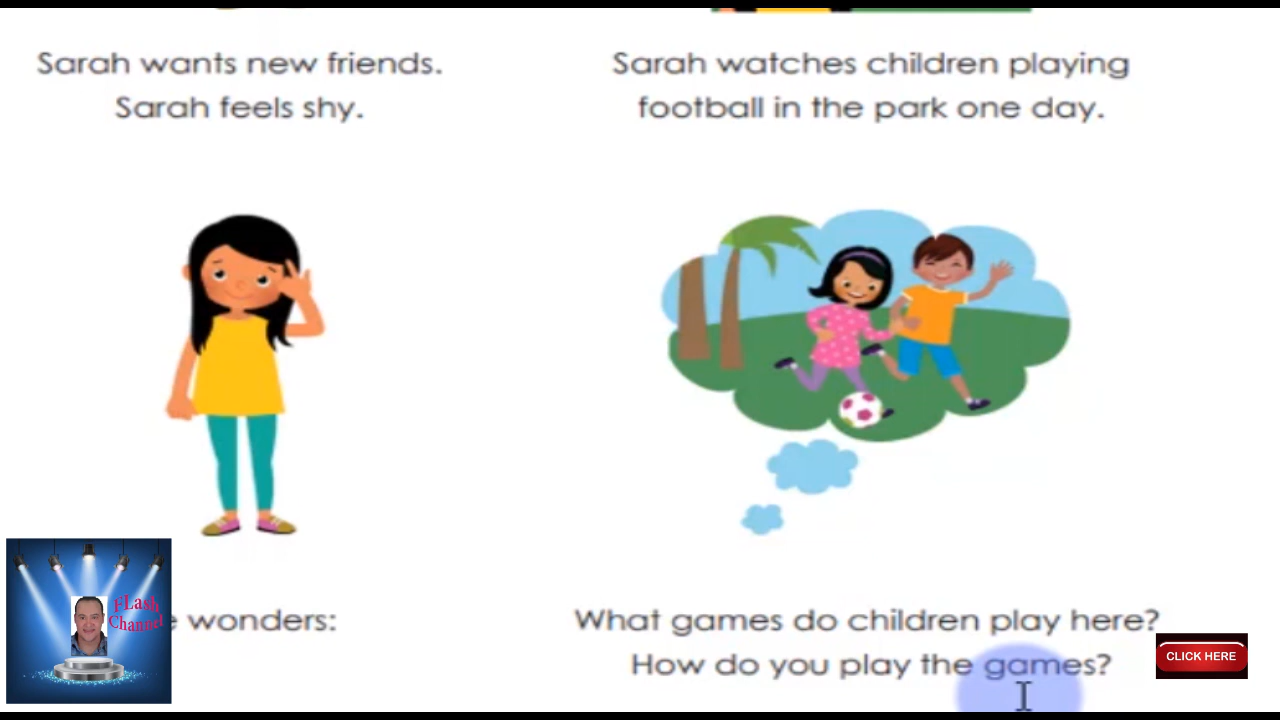 Sarah wants new friends.
Sarah feels shy.
Sarah watches children playing
football in the park one day.
wonders:
What games do children play here?
How do you play the games?
FLash
Channel
CLICK HERE